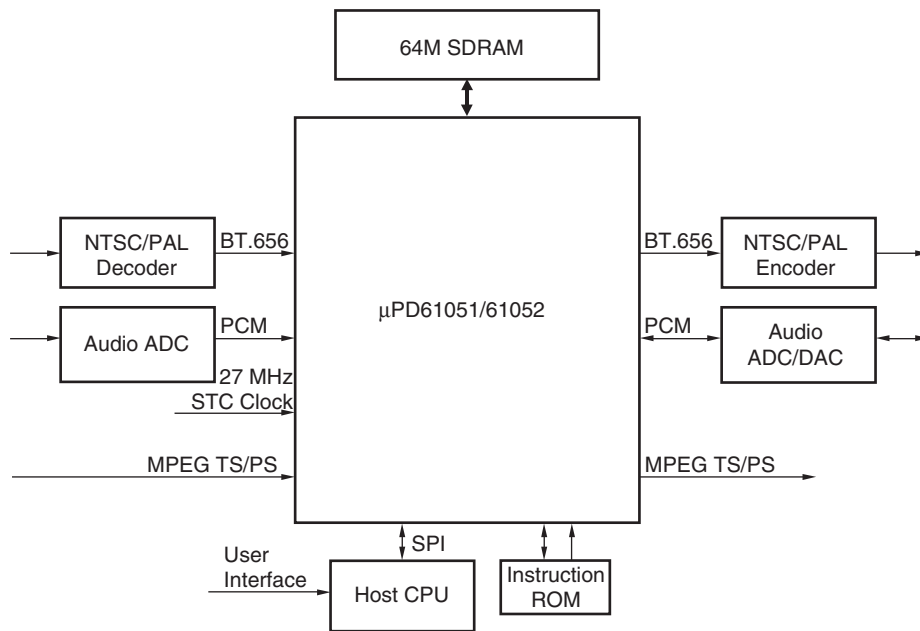 64M SDRAM
NTSC/PAL
Decoder
BT.656
BT.656
NTSC/PAL
Encoder
µPD61051/61052
Audio ADC
PCM
PCM
Audio
ADC/DAC
27 MHz
STC Clock
MPEG TS/PS
MPEG TS/PS
SPI
User
Interface
Host CPU
Instruction
ROM